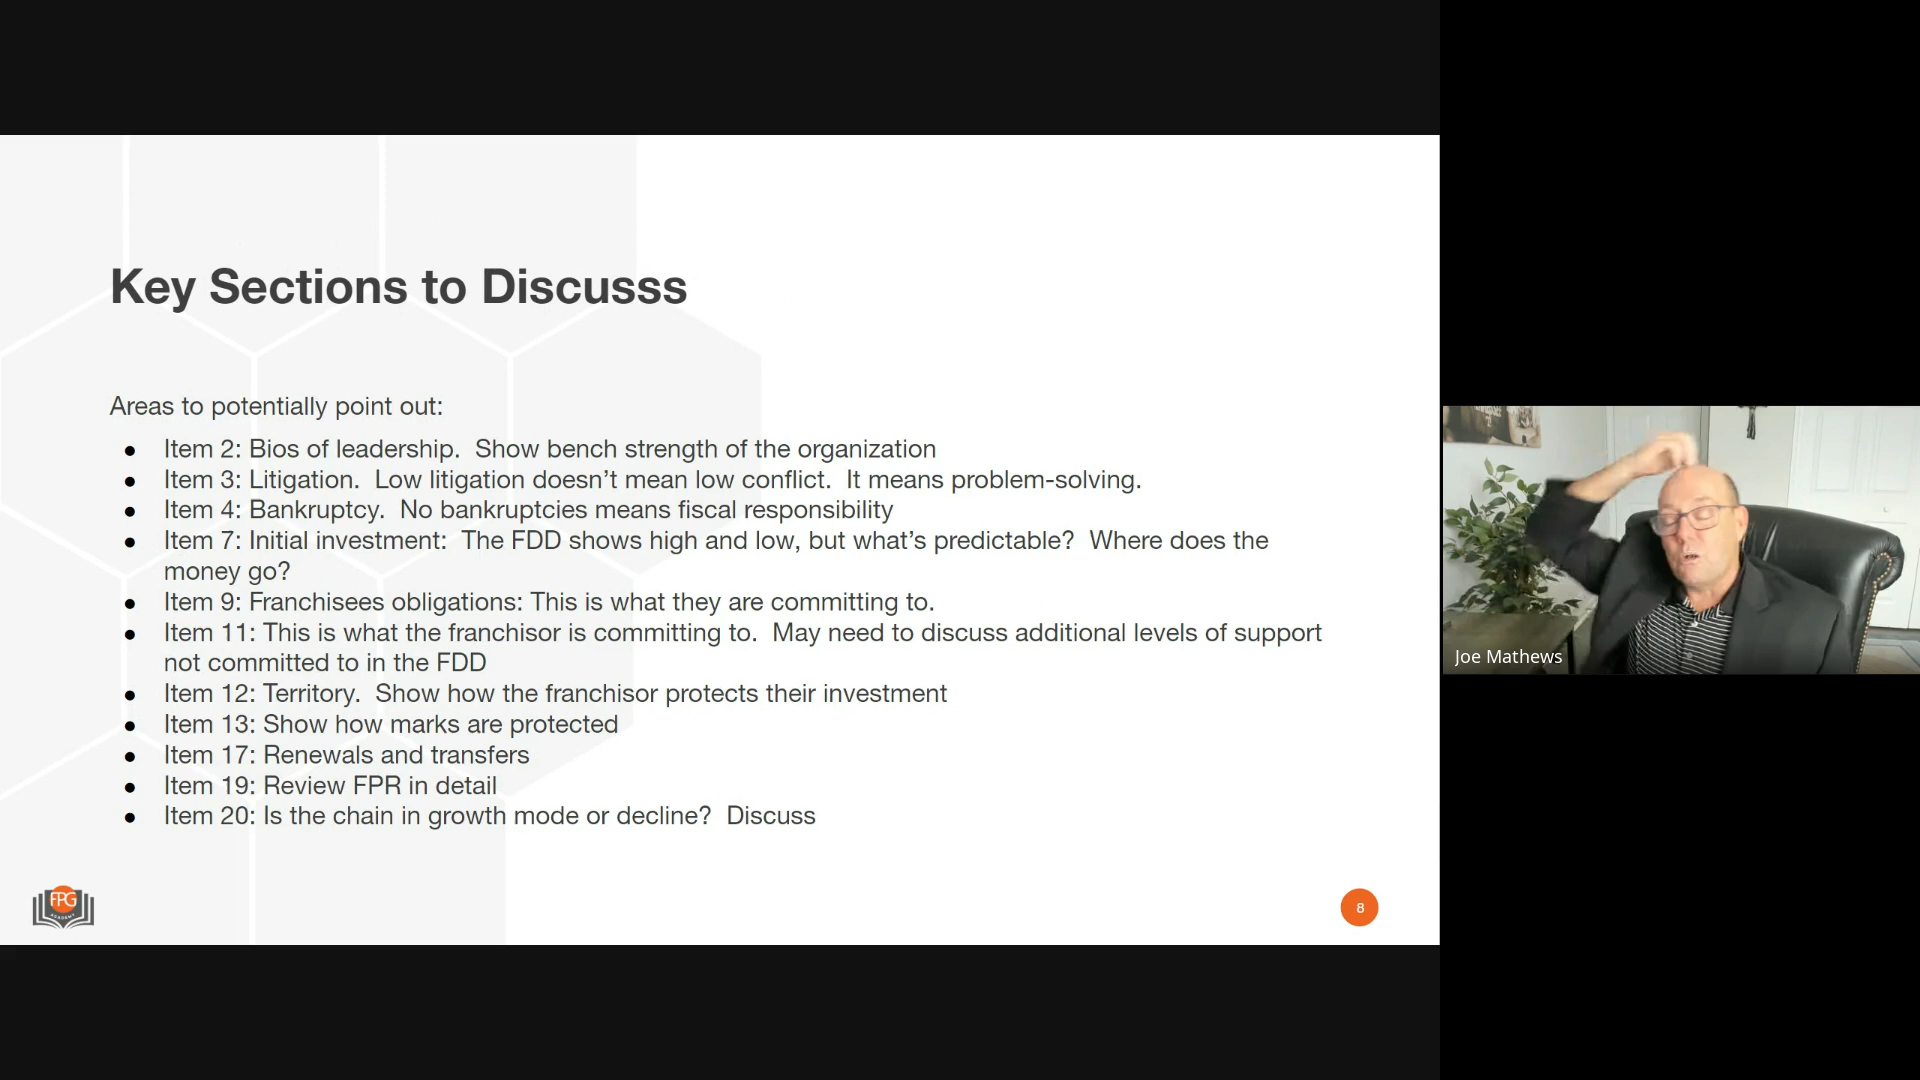 Key Sections to Discusss
Areas to potentially point out:
● Item 2: Bios of leadership.  Show bench strength of the organization
● Item 3: Litigation.  Low litigation doesn’t mean low conflict.  It means problem-solving.
● Item 4: Bankruptcy.  No bankruptcies means fiscal responsibility
● Item 7: Initial investment:  The FDD shows high and low, but what’s predictable?  Where does the
money go?
● Item 9: Franchisees obligations: This is what they are committing to.
● Item 11: This is what the franchisor is committing to.  May need to discuss additional levels of support
not committed to in the FDD
● Item 12: Territory.  Show how the franchisor protects their investment
● Item 13: Show how marks are protected
● Item 17: Renewals and transfers
● Item 19: Review FPR in detail
● Item 20: Is the chain in growth mode or decline?  Discuss
FPG
ACADEMY
8
Joe Mathews